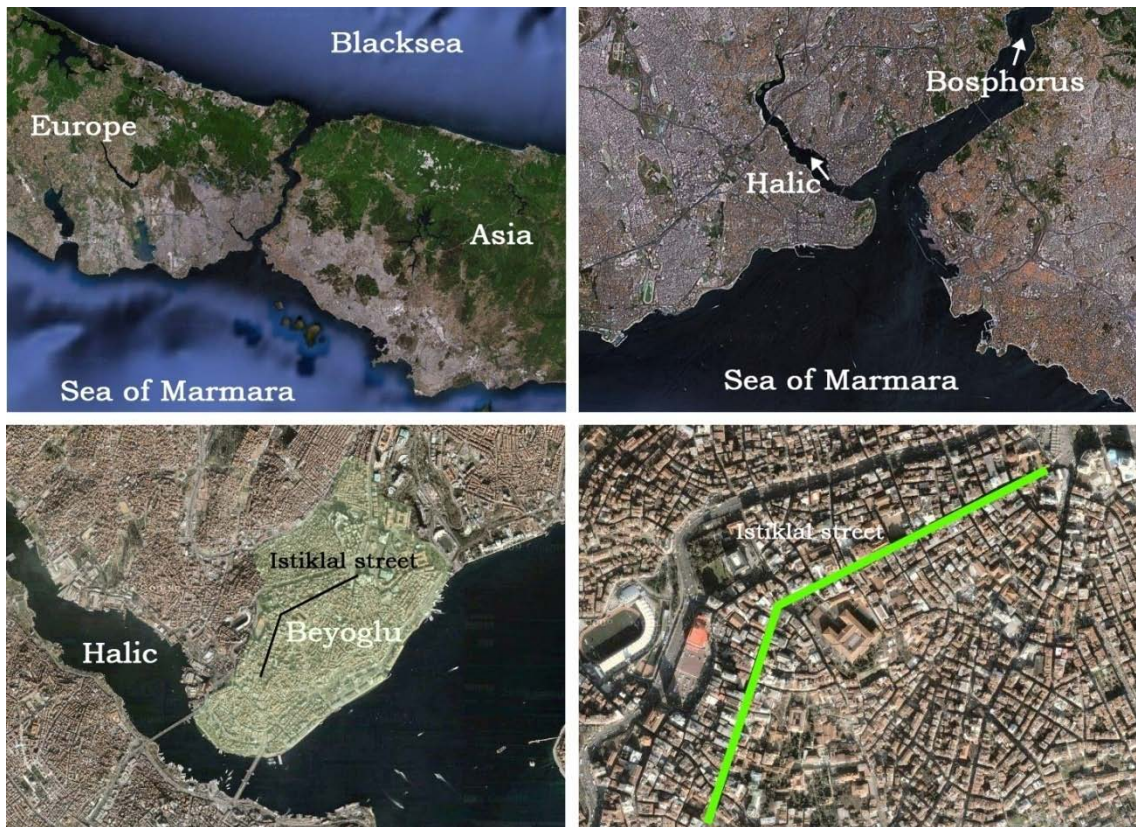 Blacksea
Europe
Asia
Sea of Marmara
Bosphorus
Halic
Sea of Marmara
Istiklal street
Beyoglu
Halic
Istiklal street